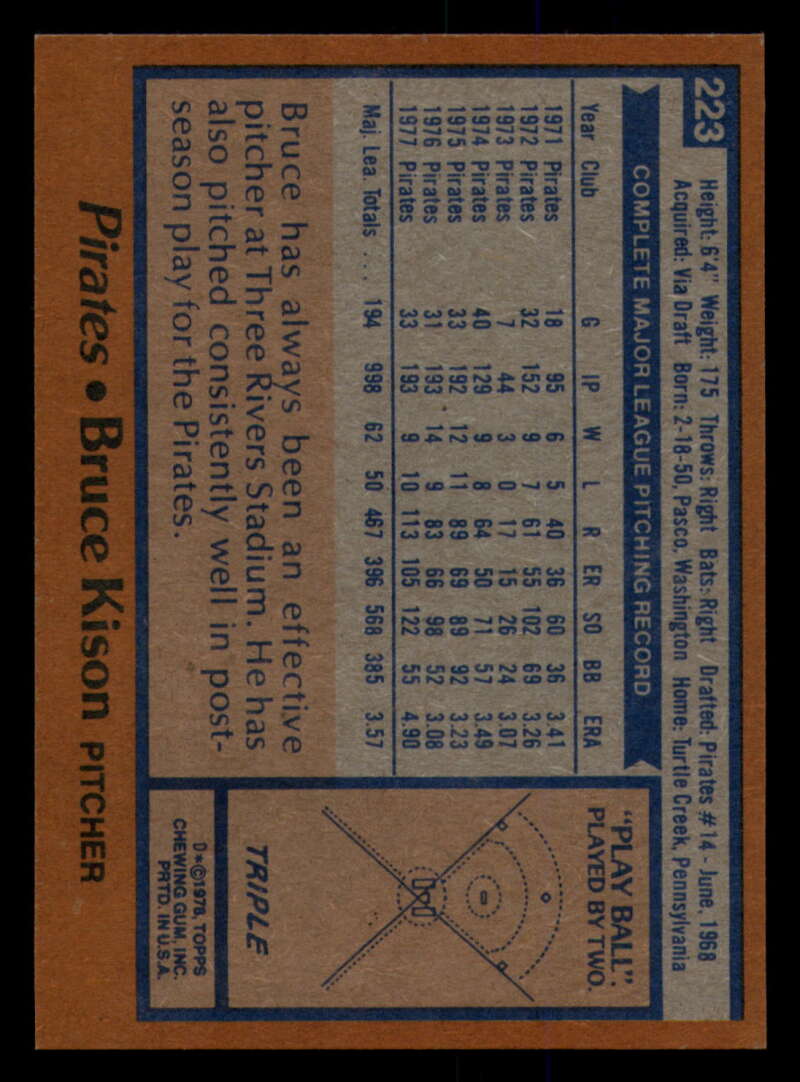 223
Height: 6'4" Weight: 175 Throws: Right Bats: Right Drafted: Pirates #14 - June, 1968
Acquired: Via Draft Born: 2-18-50, Pasco, Washington Home: Turtle Creek, Pennsylvania
COMPLETE MAJOR LEAGUE PITCHING RECORD
Year Club G IP W L R ER SO BB ERA
1971 Pirates 18 95 6 5 40 36 60 36 3.41
1972 Pirates 32 152 9 7 61 55 102 69 3.26
1973 Pirates 7 44 3 0 17 15 26 24 3.07
1974 Pirates 40 129 9 8 64 50 71 57 3.49
1975 Pirates 33 192 12 11 89 69 89 92 3.23
1976 Pirates 31 193 14 9 83 66 98 52 3.08
1977 Pirates 33 193 9 10 113 105 122 55 4.90
Maj. Lea. Totals ... 194 998 62 50 467 396 568 385 3.57
Bruce has always been an effective
pitcher at Three Rivers Stadium. He has
also pitched consistently well in post-
season play for the Pirates.
"PLAY BALL".
PLAYED BY TWO.
TRIPLE
D*©1978, TOPPS
CHEWING GUM, INC.
PRTD. IN U.S.A.
Pirates • Bruce Kison PITCHER